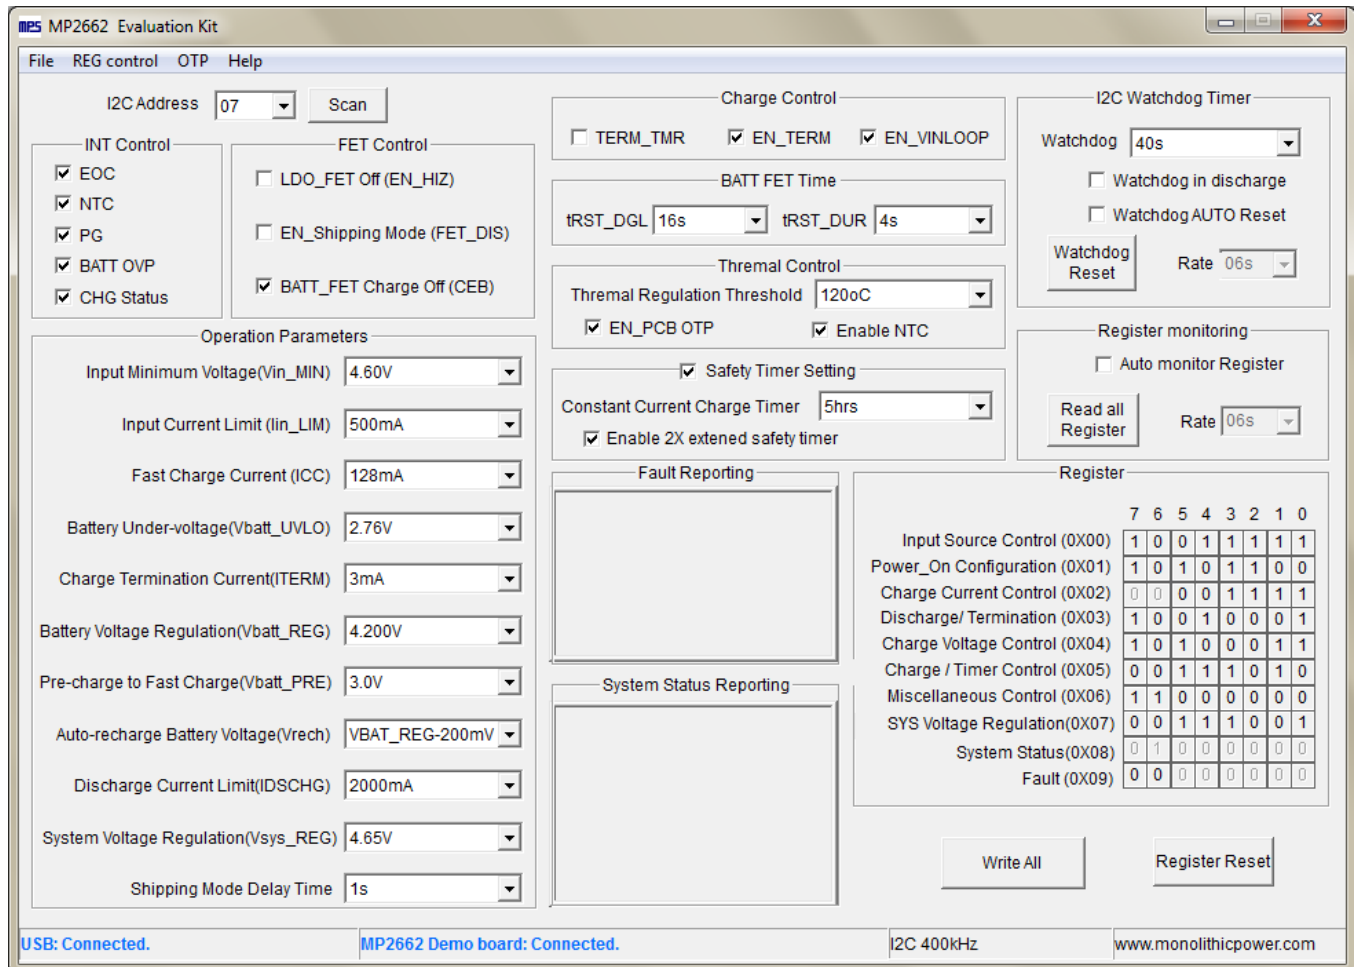 mps MP2662 Evaluation Kit
File REG control OTP Help
I2C Address 07 Scan
INT Control
EOC
NTC
PG
BATT OVP
CHG Status
FET Control
LDO_FET Off (EN_HIZ)
EN_Shipping Mode (FET_DIS)
BATT_FET Charge Off (CEB)
Operation Parameters
Input Minimum Voltage(Vin_MIN) 4.60V
Input Current Limit (Iin_LIM) 500mA
Fast Charge Current (ICC) 128mA
Battery Under-voltage(Vbatt_UVLO) 2.76V
Charge Termination Current(ITERM) 3mA
Battery Voltage Regulation(Vbatt_REG) 4.200V
Pre-charge to Fast Charge(Vbatt_PRE) 3.0V
Auto-recharge Battery Voltage(Vrech) VBAT_REG-200mV
Discharge Current Limit(IDSCHG) 2000mA
System Voltage Regulation(Vsys_REG) 4.65V
Shipping Mode Delay Time 1s
Charge Control
TERM_TMR EN_TERM EN_VINLOOP
BATT FET Time
tRST_DGL 16s tRST_DUR 4s
Thremal Control
Thremal Regulation Threshold 120oC
EN_PCB OTP Enable NTC
Safety Timer Setting
Constant Current Charge Timer 5hrs
Enable 2X extened safety timer
Fault Reporting
System Status Reporting
I2C Watchdog Timer
Watchdog 40s
Watchdog in discharge
Watchdog AUTO Reset
Watchdog
Reset
Rate 06s
Register monitoring
Auto monitor Register
Read all
Register
Rate 06s
Register
7 6 5 4 3 2 1 0
Input Source Control (0X00) 1 0 0 1 1 1 1 1
Power_On Configuration (0X01) 1 0 1 0 1 1 0 0
Charge Current Control (0X02) 0 0 0 0 1 1 1 1
Discharge/ Termination (0X03) 1 0 0 1 0 0 0 1
Charge Voltage Control (0X04) 1 0 1 0 0 0 1 1
Charge / Timer Control (0X05) 0 0 1 1 1 0 1 0
Miscellaneous Control (0X06) 1 1 0 0 0 0 0 0
SYS Voltage Regulation(0X07) 0 0 1 1 1 0 0 1
System Status(0X08) 0 1 0 0 0 0 0 0
Fault (0X09) 0 0 0 0 0 0 0 0
Write All Register Reset
USB: Connected. MP2662 Demo board: Connected. I2C 400kHz www.monolithicpower.com